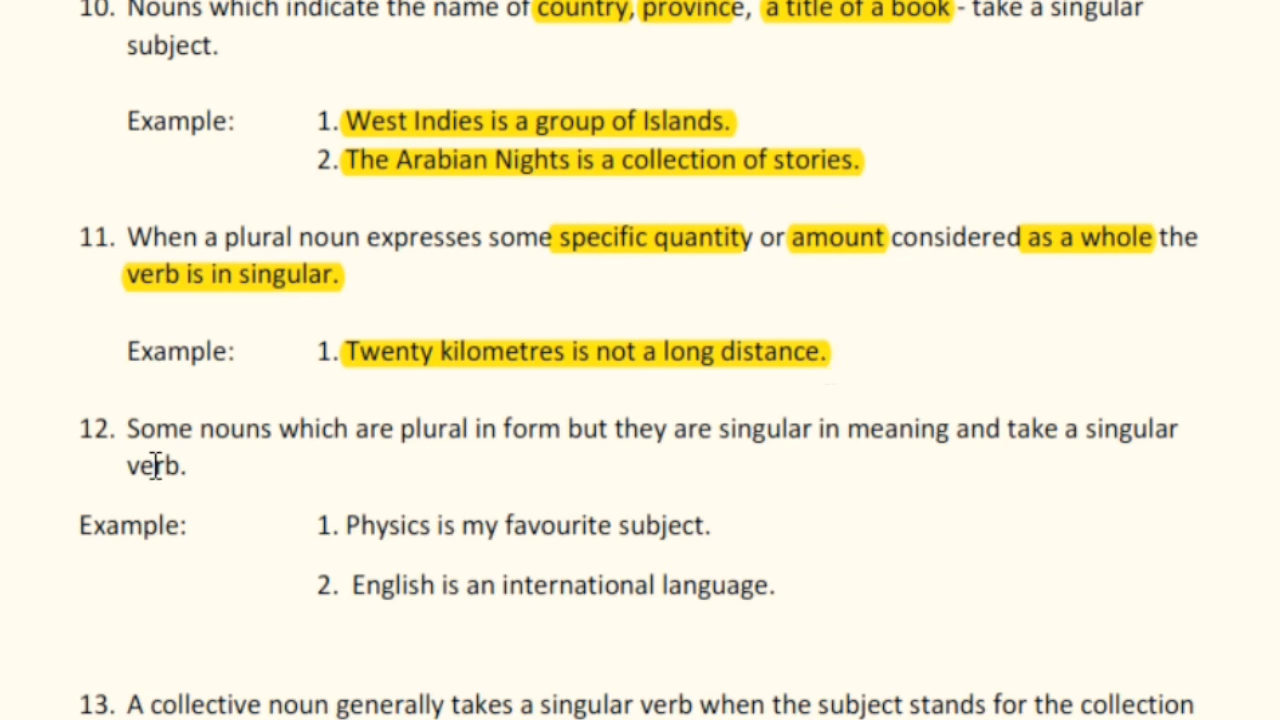 10. Nouns which indicate the name of country, province, a title of a book - take a singular
subject.
Example: 1. West Indies is a group of Islands.
2. The Arabian Nights is a collection of stories.
11. When a plural noun expresses some specific quantity or amount considered as a whole the
verb is in singular.
Example: 1. Twenty kilometres is not a long distance.
12. Some nouns which are plural in form but they are singular in meaning and take a singular
verb.
Example: 1. Physics is my favourite subject.
2. English is an international language.
13. A collective noun generally takes a singular verb when the subject stands for the collection